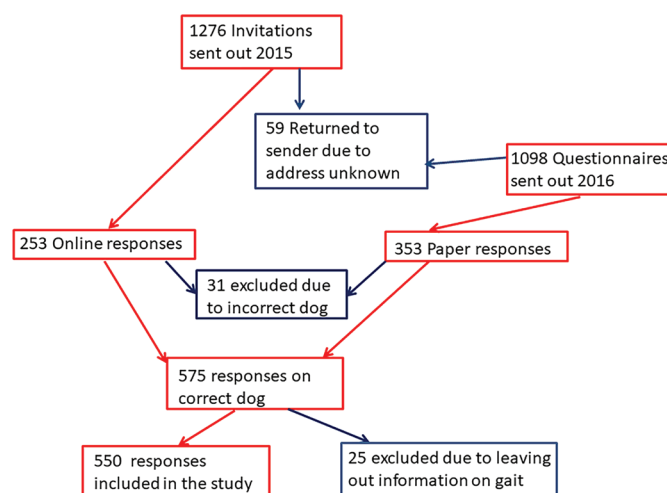 1276 Invitations
sent out 2015
59 Returned to
sender due to
address unknown
1098 Questionnaires
sent out 2016
253 Online responses
353 Paper responses
31 excluded due
to incorrect dog
575 responses on
correct dog
550 responses
included in the study
25 excluded due to leaving
out information on gait